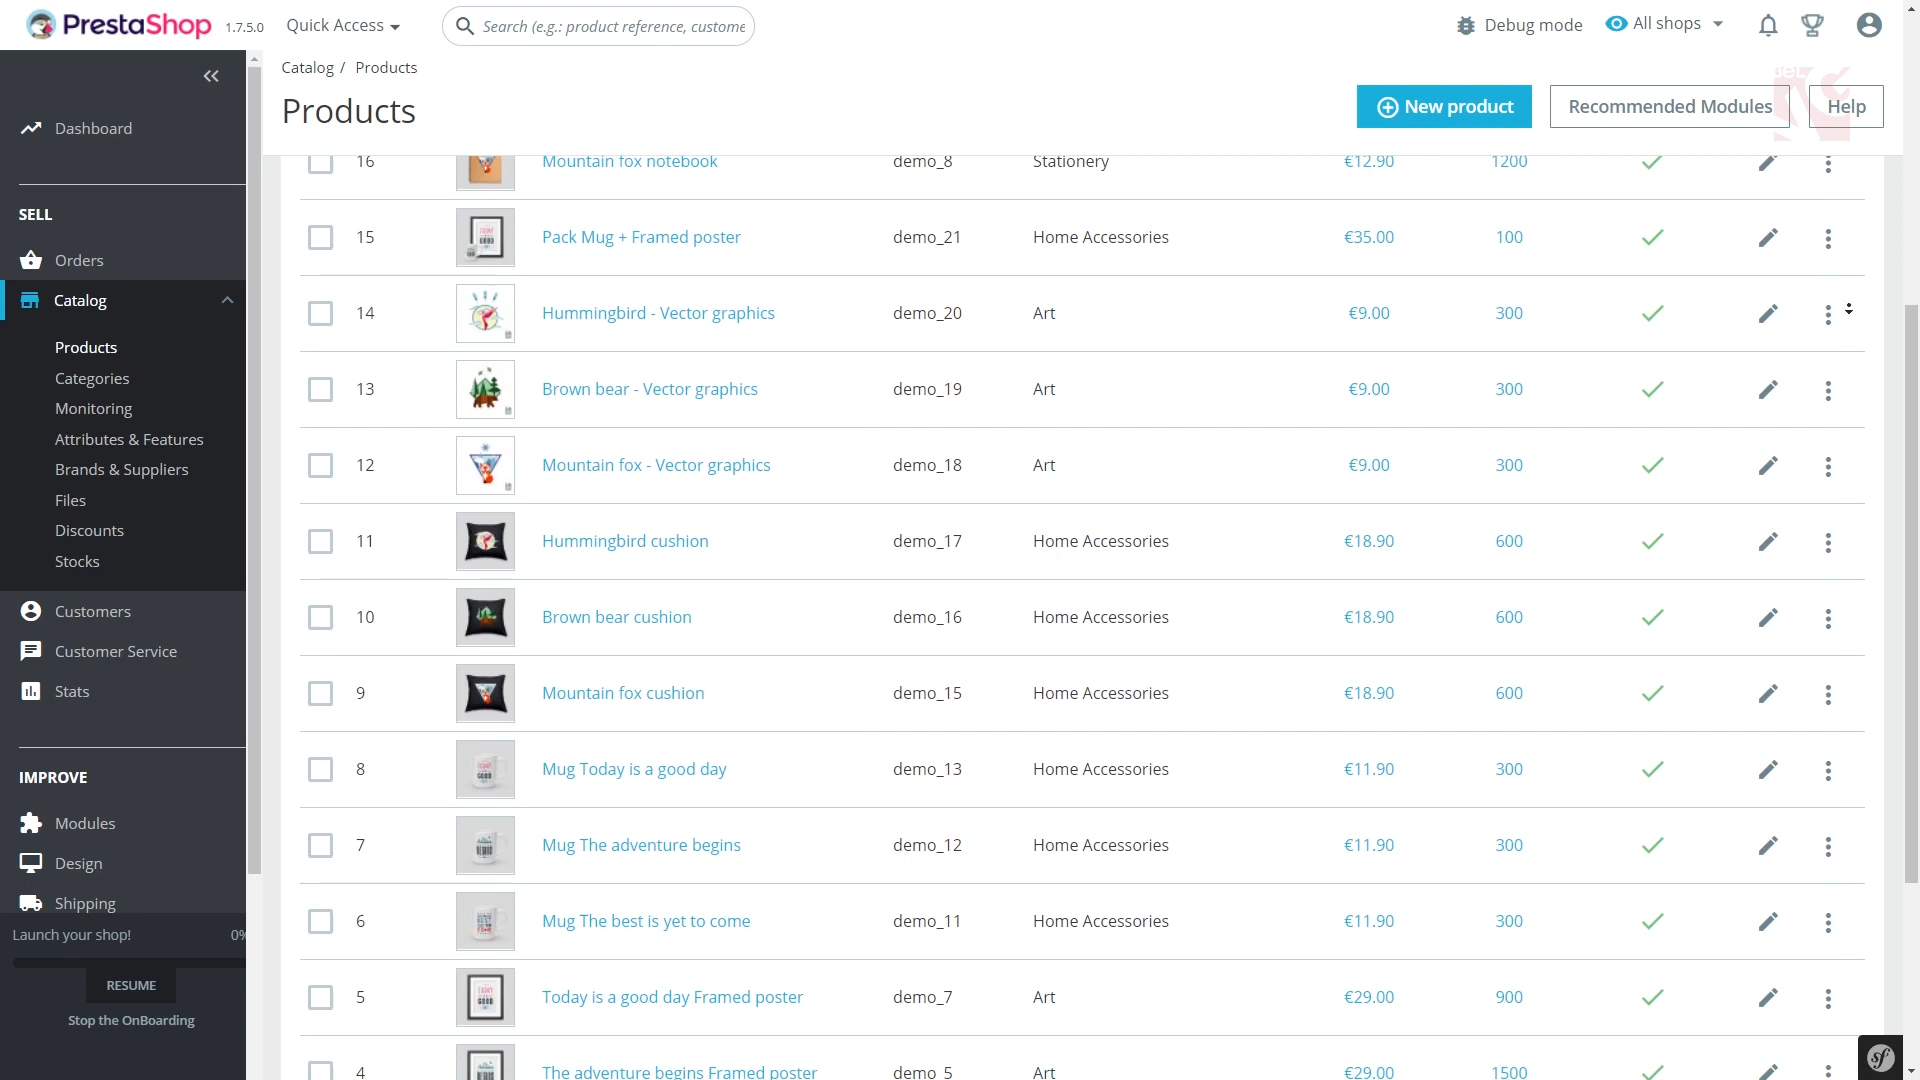 PrestaShop 1.7.5.0 Quick Access Search (e.g.: product reference, custome Debug mode All shops
Catalog / Products
Products
New product Recommended Modules Help
Dashboard
SELL
Orders
Catalog
Products
Categories
Monitoring
Attributes & Features
Brands & Suppliers
Files
Discounts
Stocks
Customers
Customer Service
Stats
IMPROVE
Modules
Design
Shipping
Launch your shop! 0%
RESUME
Stop the OnBoarding
16 Mountain fox notebook demo_8 Stationery €12.90 1200
15 Pack Mug + Framed poster demo_21 Home Accessories €35.00 100
14 Hummingbird - Vector graphics demo_20 Art €9.00 300
13 Brown bear - Vector graphics demo_19 Art €9.00 300
12 Mountain fox - Vector graphics demo_18 Art €9.00 300
11 Hummingbird cushion demo_17 Home Accessories €18.90 600
10 Brown bear cushion demo_16 Home Accessories €18.90 600
9 Mountain fox cushion demo_15 Home Accessories €18.90 600
8 Mug Today is a good day demo_13 Home Accessories €11.90 300
7 Mug The adventure begins demo_12 Home Accessories €11.90 300
6 Mug The best is yet to come demo_11 Home Accessories €11.90 300
5 Today is a good day Framed poster demo_7 Art €29.00 900
4 The adventure begins Framed poster demo_5 Art €29.00 1500
sf